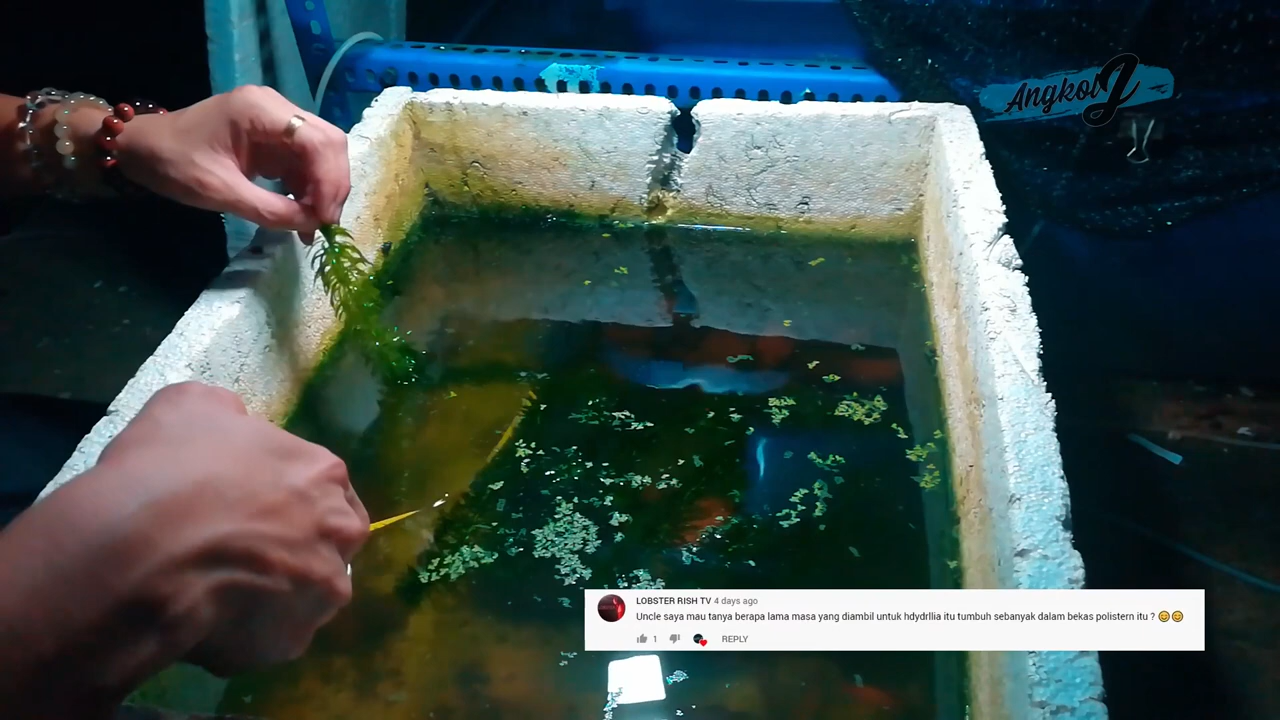 AngkolJ
LOBSTER RISH TV 4 days ago
Uncle saya mau tanya berapa lama masa yang diambil untuk hdydrllia itu tumbuh sebanyak dalam bekas polistern itu ? 😄😄
1 REPLY